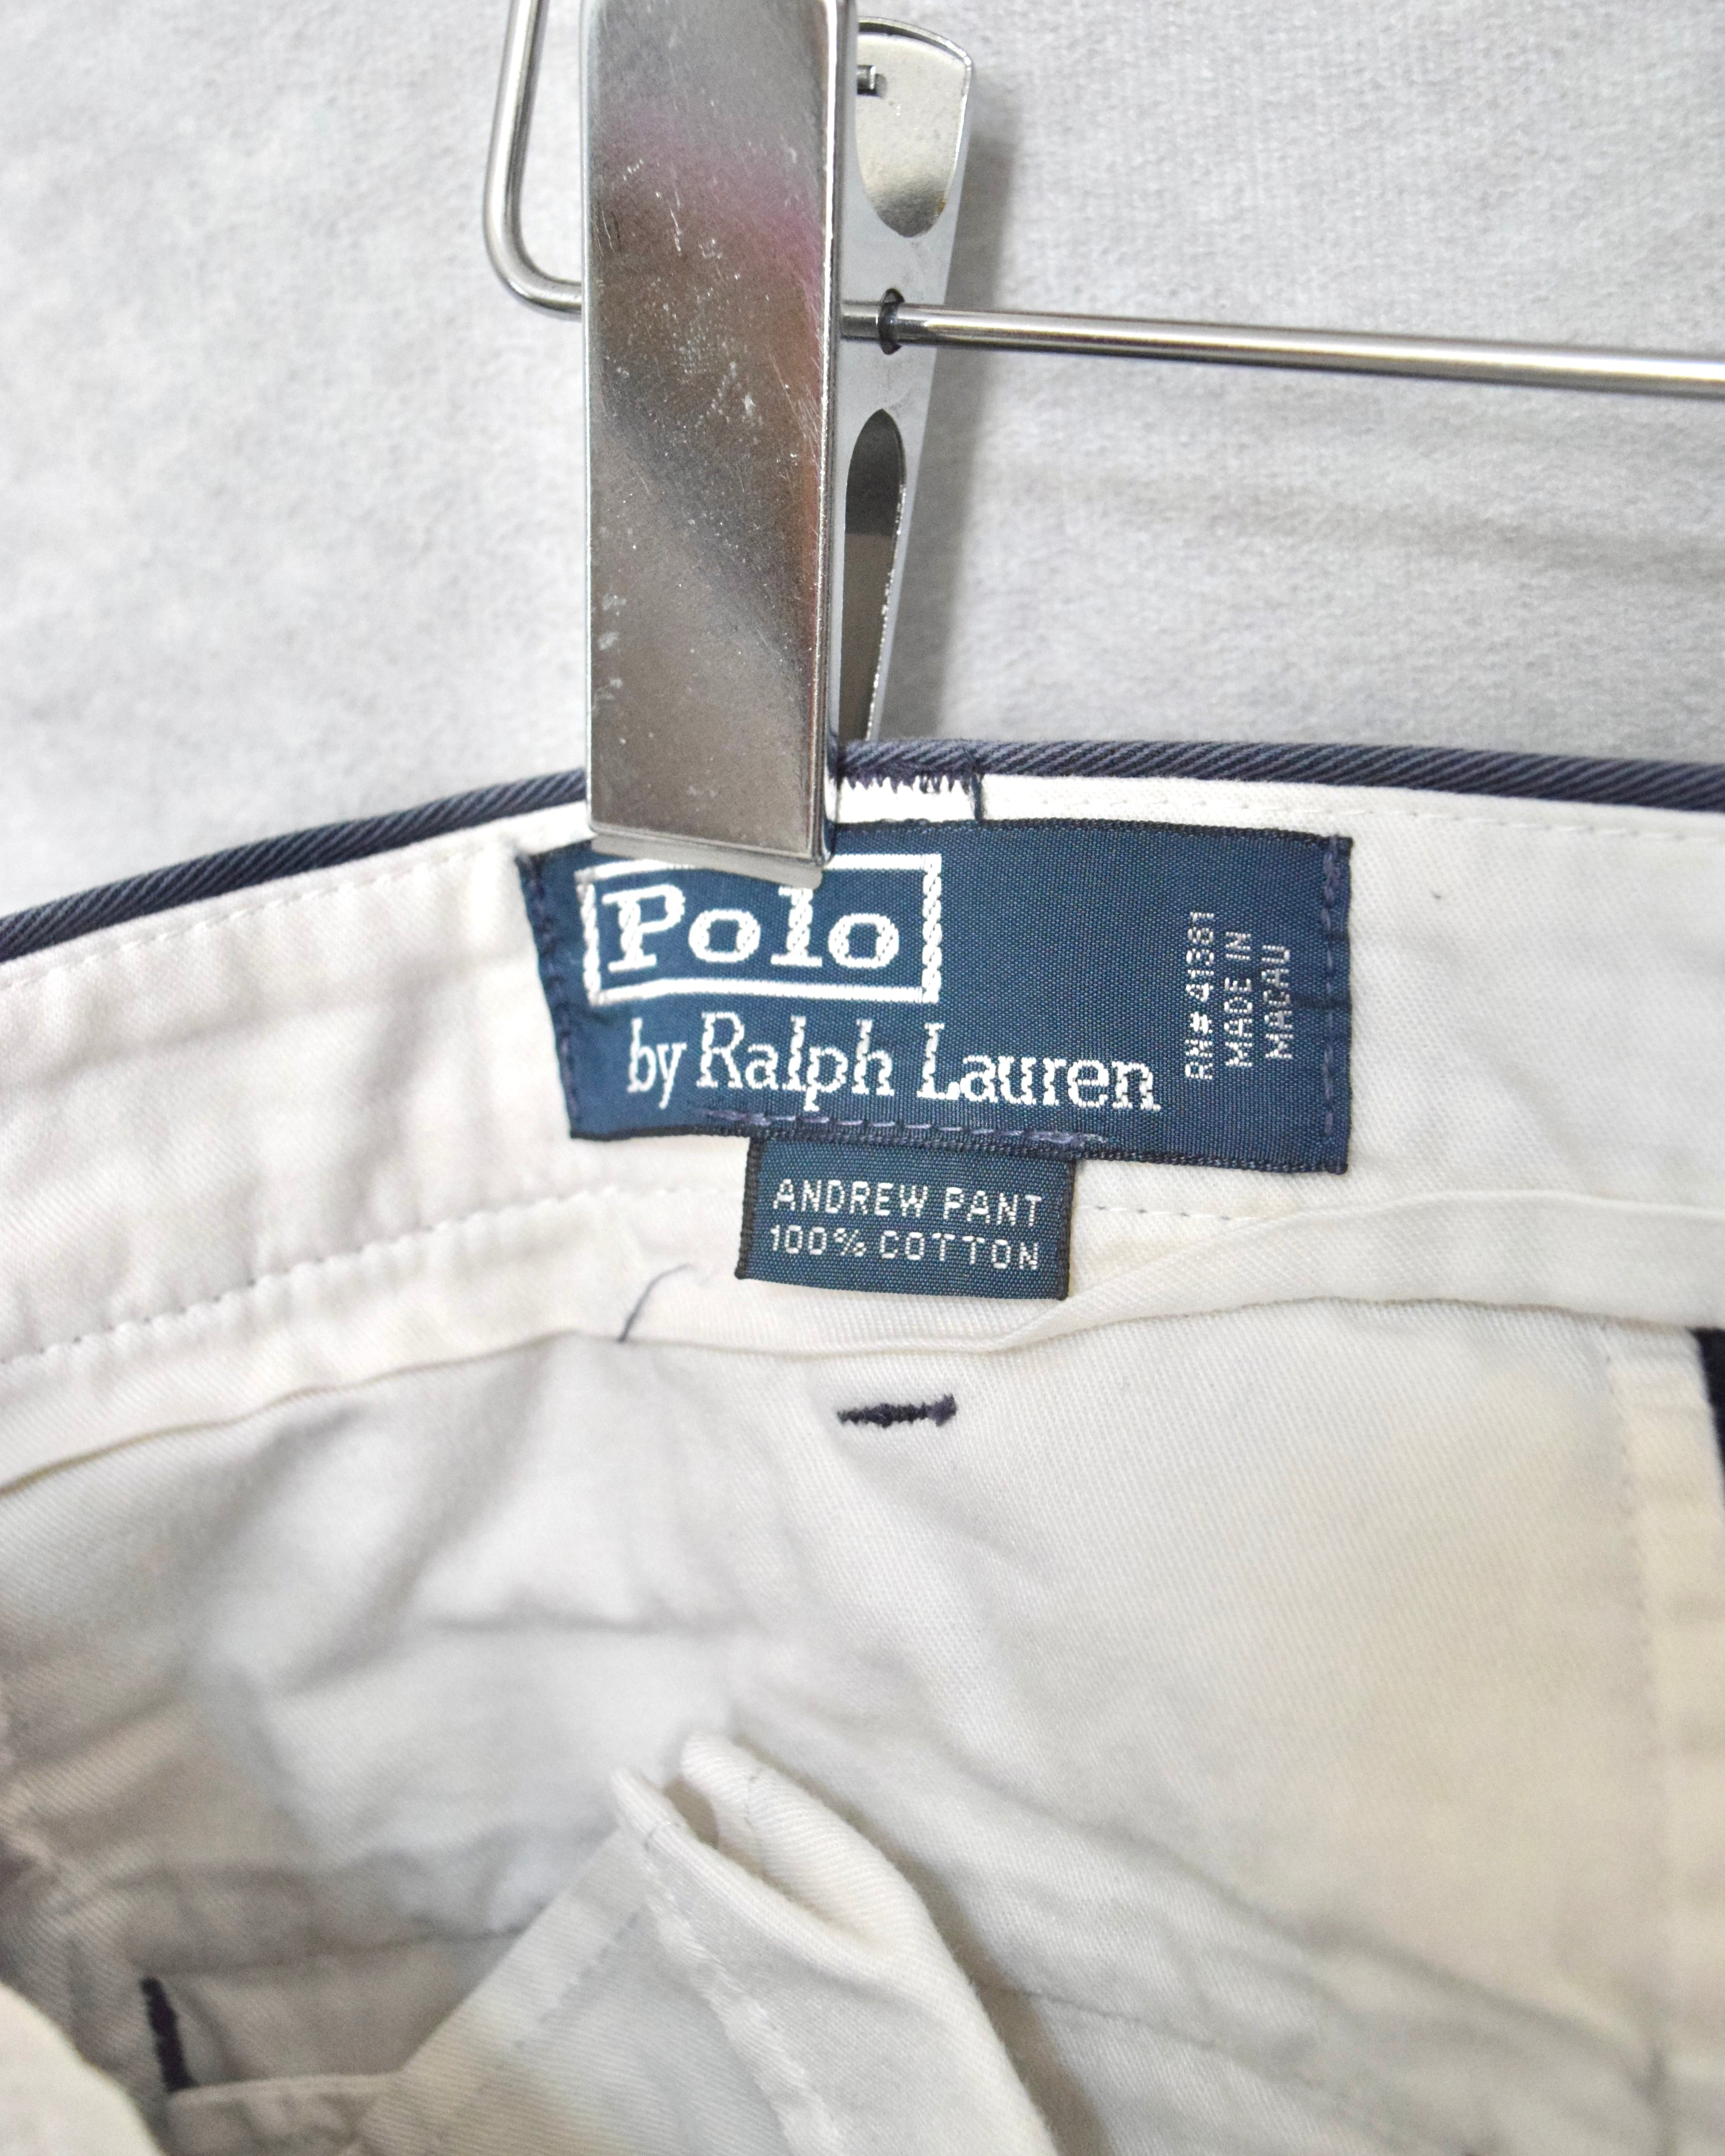 Polo
by Ralph Lauren
RN# 41381
MADE IN
MACAU
ANDREW PANT
100% COTTON